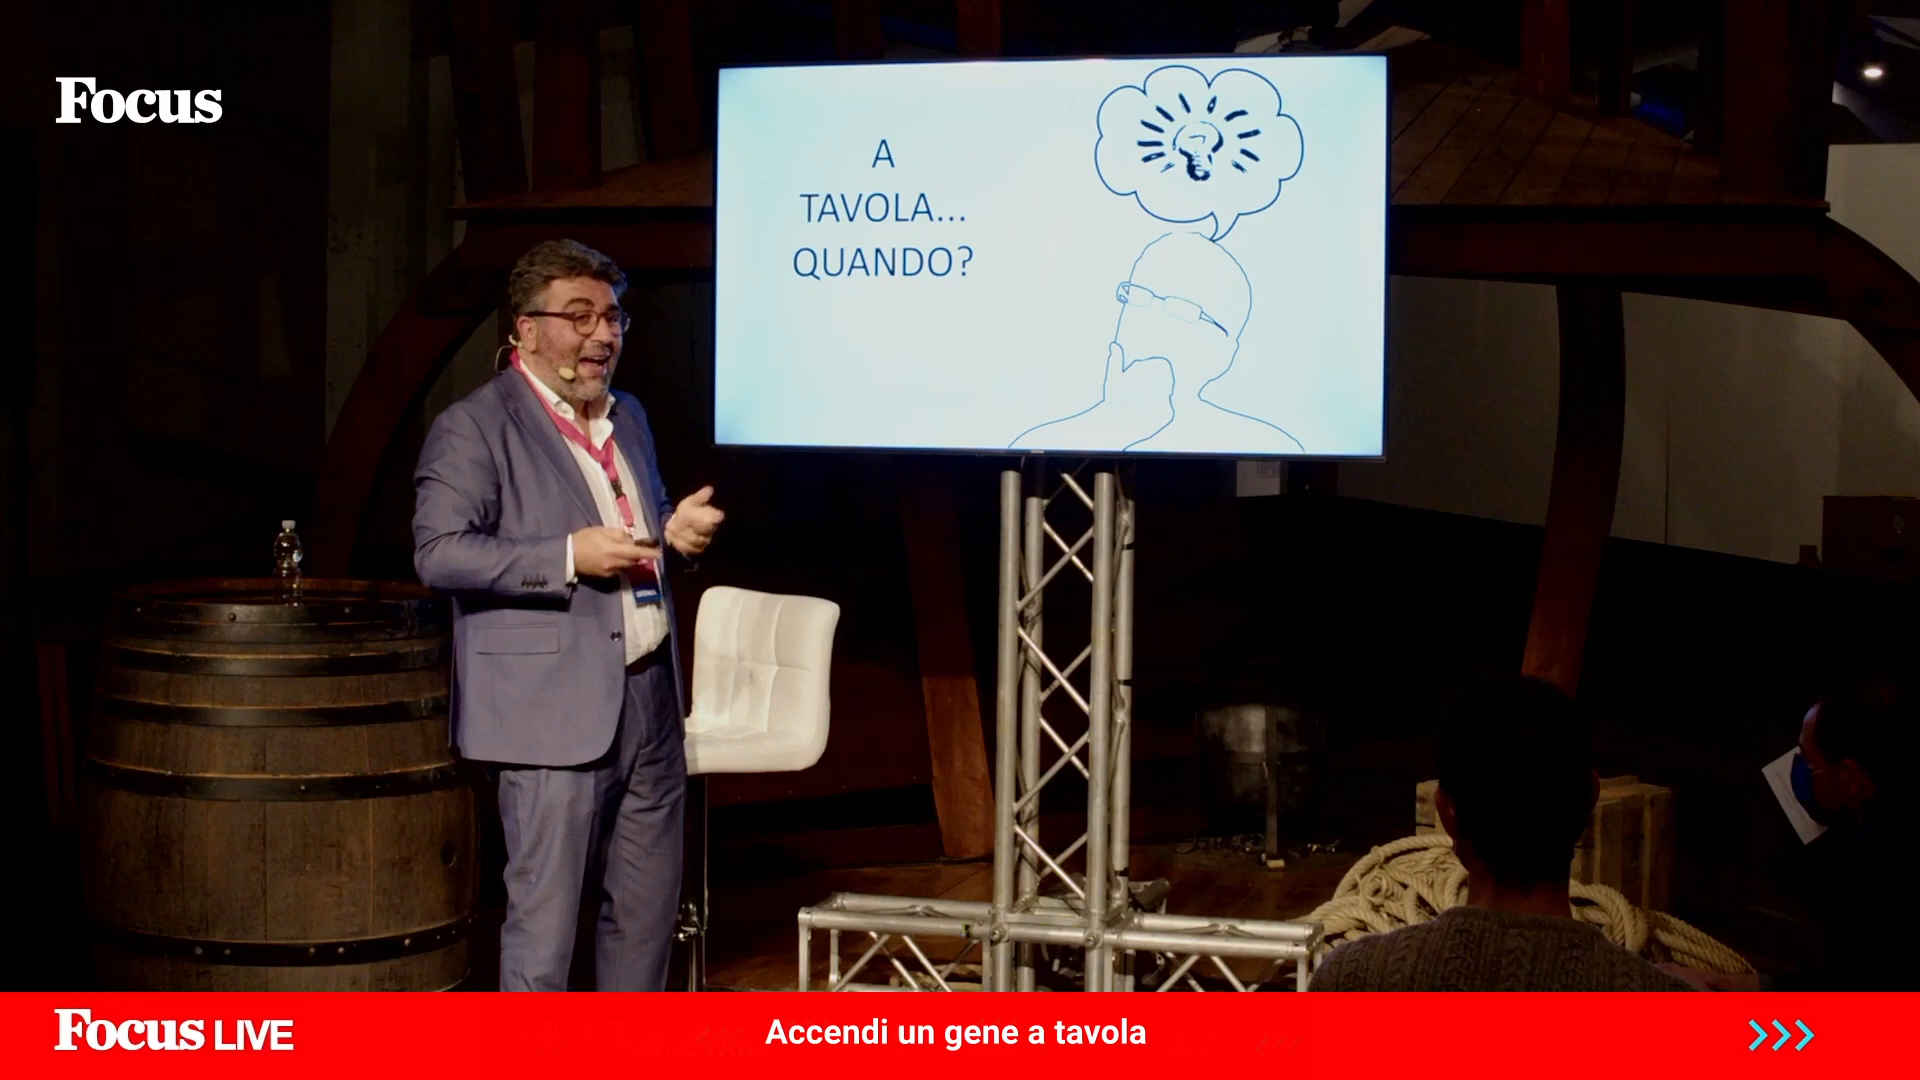 Focus
A
TAVOLA...
QUANDO?
Focus LIVE
Accendi un gene a tavola